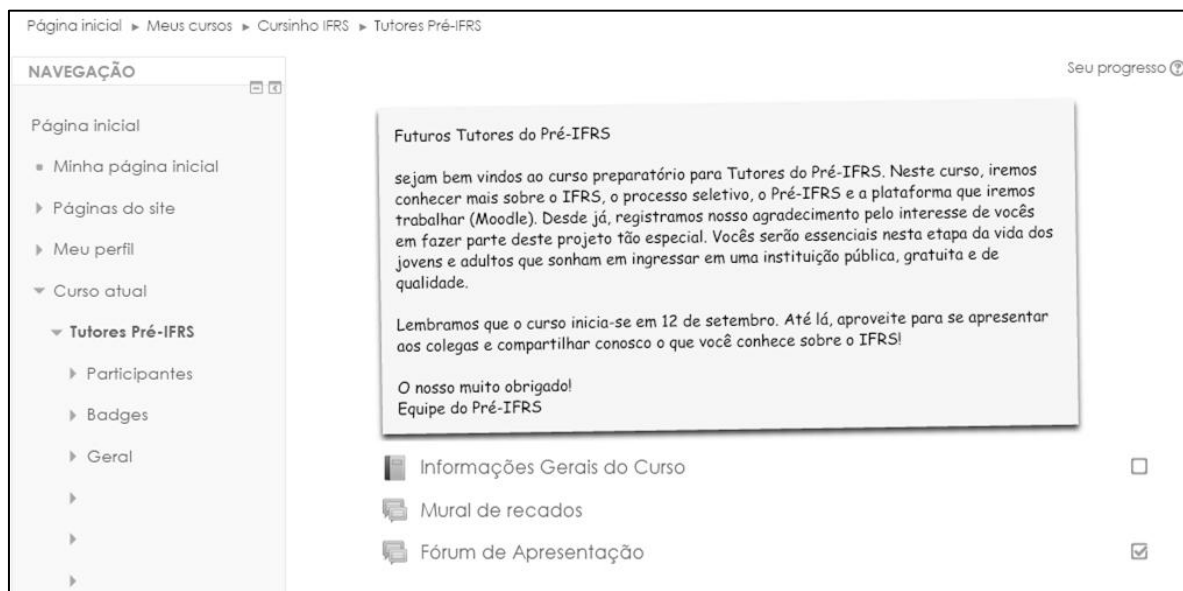 Página inicial ▸ Meus cursos ▸ Cursinho IFRS ▸ Tutores Pré-IFRS
NAVEGAÇÃO
Página inicial
Minha página inicial
Páginas do site
Meu perfil
Curso atual
Tutores Pré-IFRS
Participantes
Badges
Geral
Seu progresso
Futuros Tutores do Pré-IFRS
sejam bem vindos ao curso preparatório para Tutores do Pré-IFRS. Neste curso, iremos
conhecer mais sobre o IFRS, o processo seletivo, o Pré-IFRS e a plataforma que iremos
trabalhar (Moodle). Desde já, registramos nosso agradecimento pelo interesse de vocês
em fazer parte deste projeto tão especial. Vocês serão essenciais nesta etapa da vida dos
jovens e adultos que sonham em ingressar em uma instituição pública, gratuita e de
qualidade.
Lembramos que o curso inicia-se em 12 de setembro. Até lá, aproveite para se apresentar
aos colegas e compartilhar conosco o que você conhece sobre o IFRS!
O nosso muito obrigado!
Equipe do Pré-IFRS
Informações Gerais do Curso
Mural de recados
Fórum de Apresentação